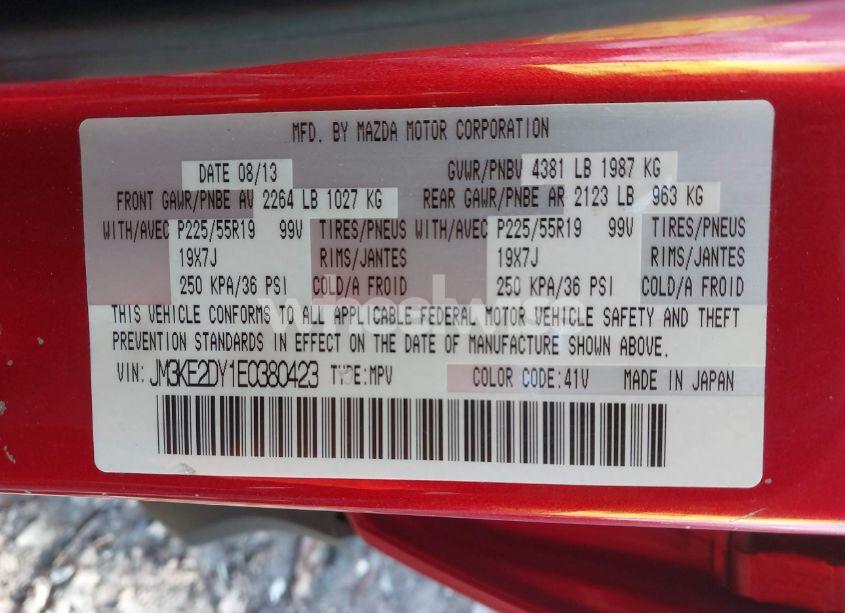 MFD. BY MAZDA MOTOR CORPORATION
DATE 08/13 GVWR/PNBV 4381 LB 1987 KG
FRONT GAWR/PNBE AV 2264 LB 1027 KG REAR GAWR/PNBE AR 2123 LB 963 KG
WITH/AVEC P225/55R19 99V TIRES/PNEUS WITH/AVEC P225/55R19 99V TIRES/PNEUS
19X7J RIMS/JANTES 19X7J RIMS/JANTES
250 KPA/36 PSI COLD/A FROID 250 KPA/36 PSI COLD/A FROID
wheelwise
THIS VEHICLE CONFORMS TO ALL APPLICABLE FEDERAL MOTOR VEHICLE SAFETY AND THEFT
PREVENTION STANDARDS IN EFFECT ON THE DATE OF MANUFACTURE SHOWN ABOVE.
VIN: JM3KE2DY1E0380423 TYPE:MPV COLOR CODE:41V MADE IN JAPAN